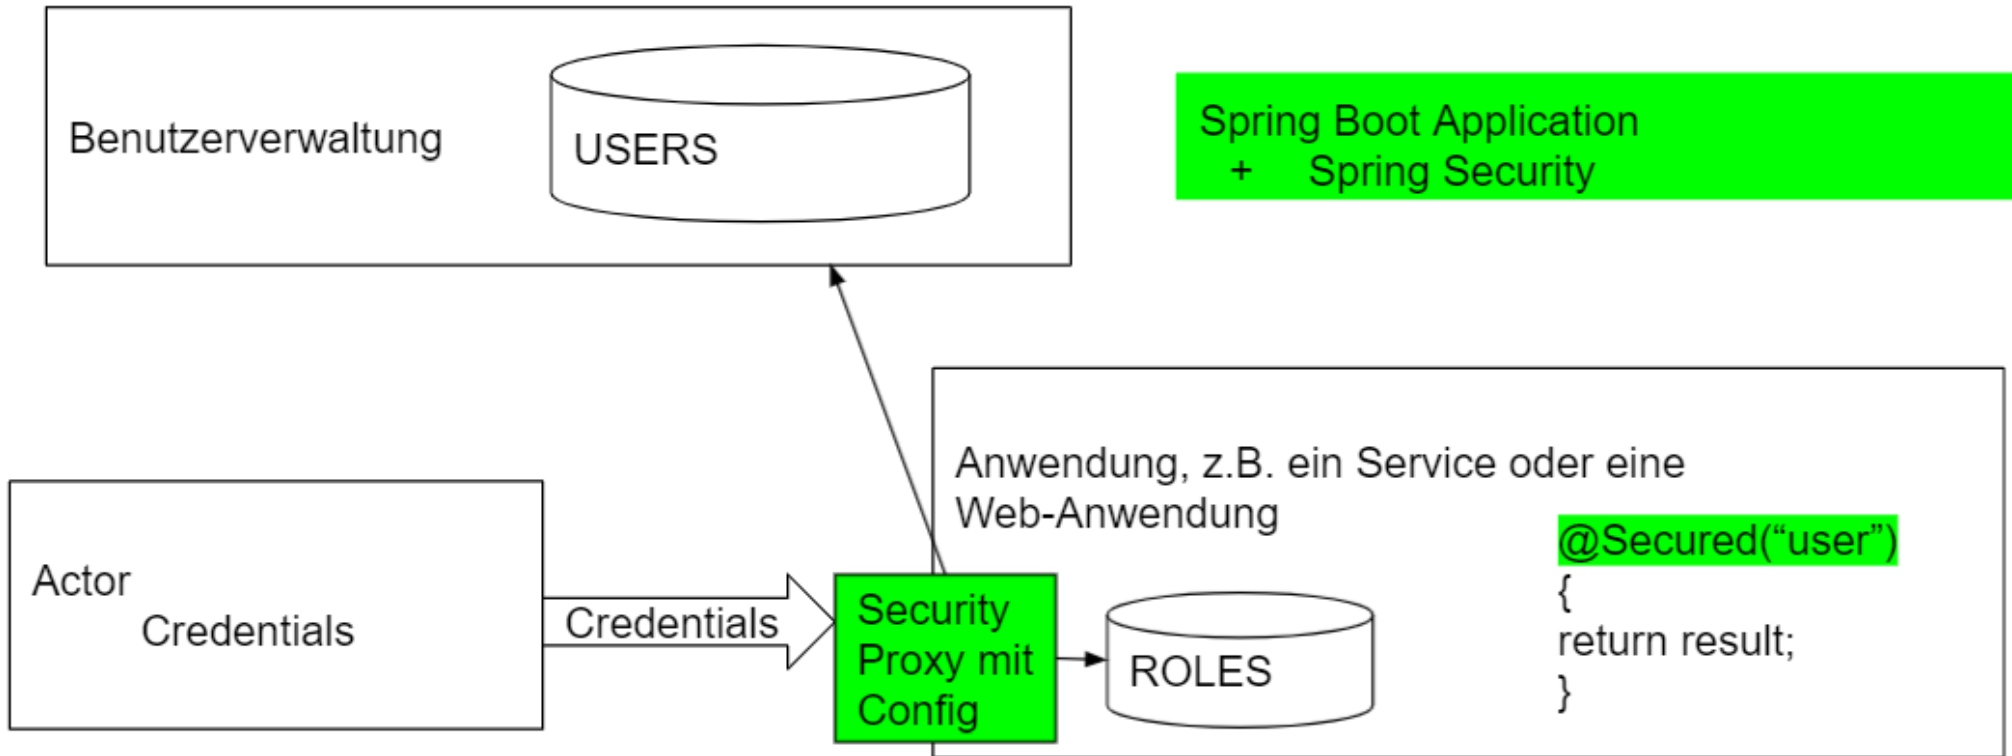 Benutzerverwaltung
USERS
Spring Boot Application
+ Spring Security
Anwendung, z.B. ein Service oder eine
Web-Anwendung
@Secured(“user”)
{
return result;
}
Actor
Credentials
Credentials
Security
Proxy mit
Config
ROLES